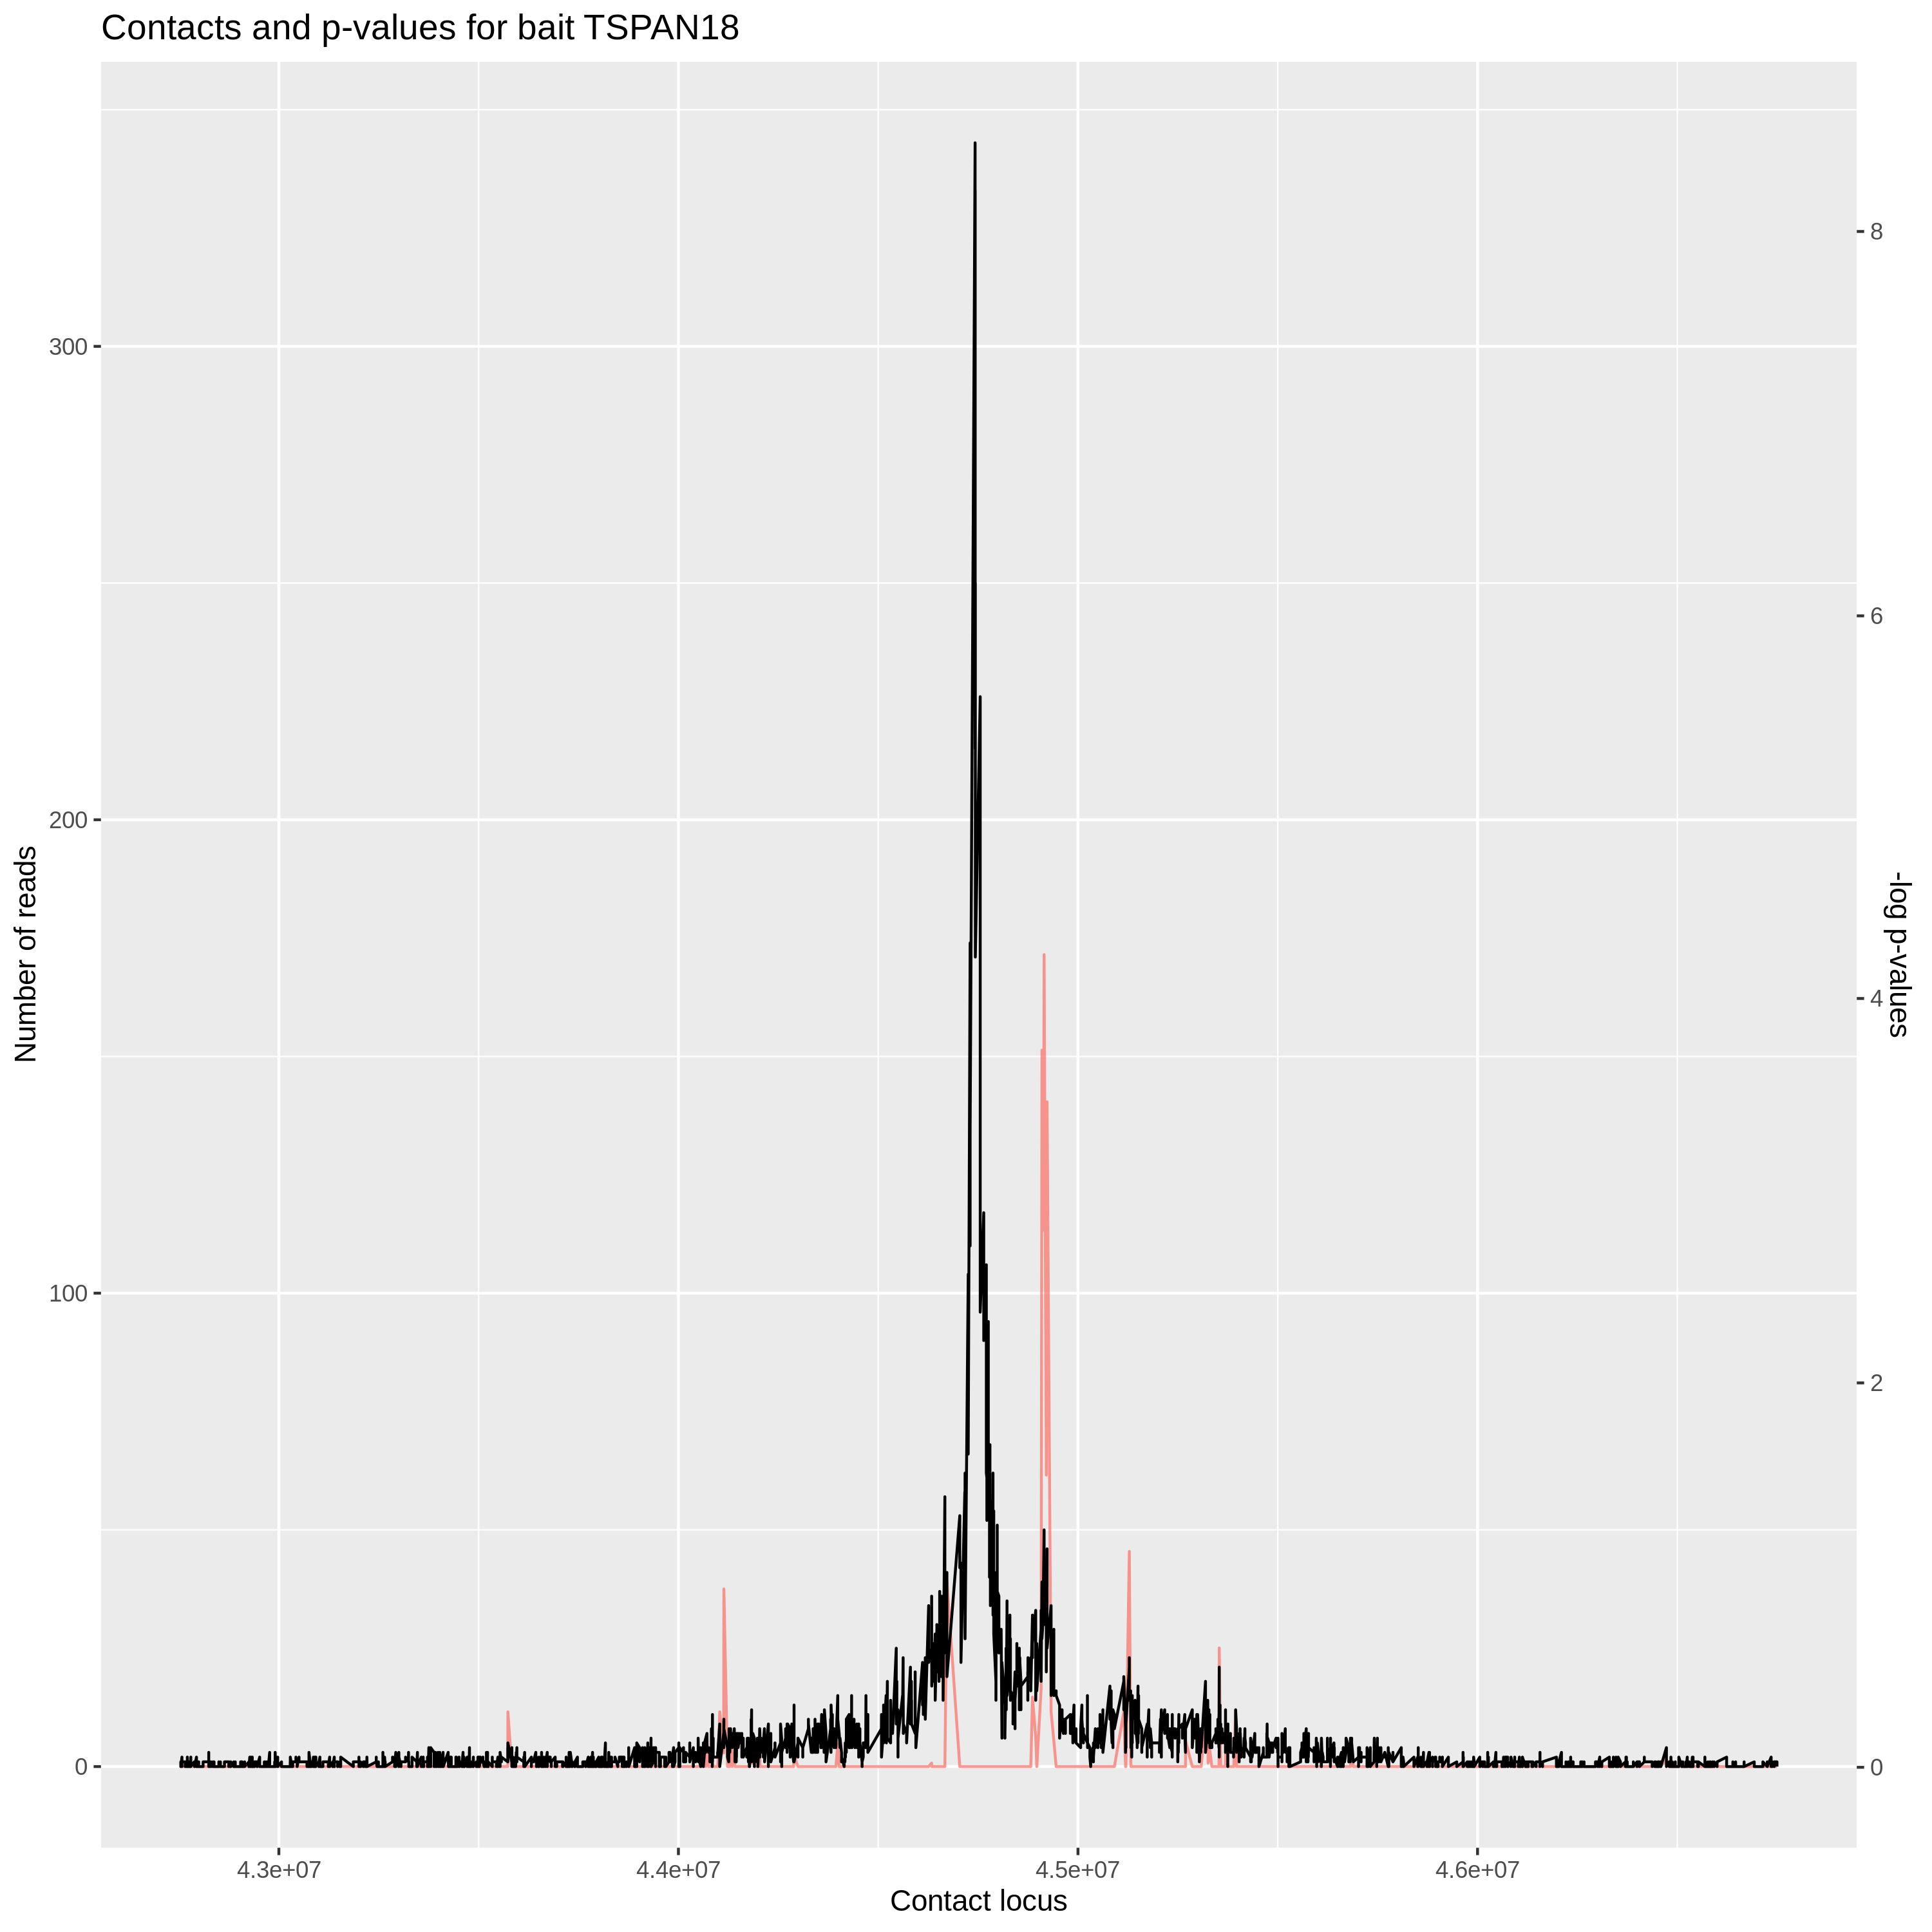 Contacts and p-values for bait TSPAN18
Number of reads
300
200
100
0
8
6
4
2
0
-log p-values
4.3e+07
4.4e+07
4.5e+07
4.6e+07
Contact locus